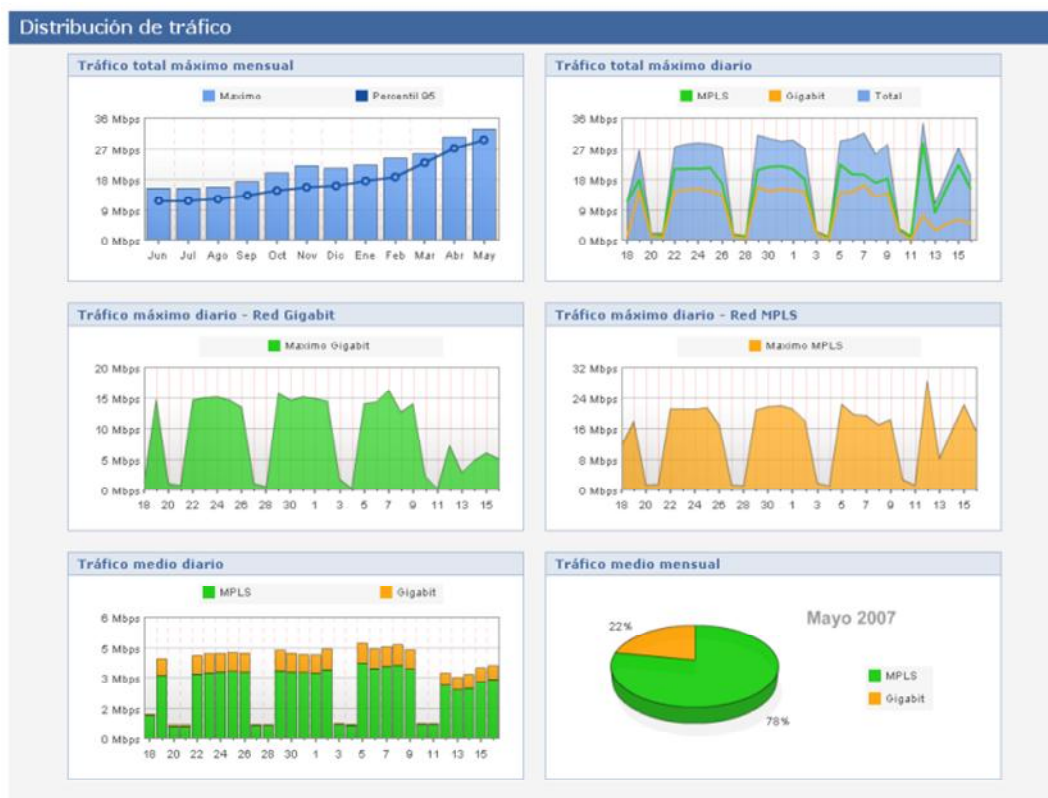 Distribución de tráfico
Tráfico total máximo mensual
Maximo Percentil 95
36 Mbps
27 Mbps
18 Mbps
9 Mbps
0 Mbps
Jun Jul Ago Sep Oct Nov Dic Ene Feb Mar Abr May
Tráfico total máximo diario
MPLS Gigabit Total
36 Mbps
27 Mbps
18 Mbps
9 Mbps
0 Mbps
18 20 22 24 26 28 30 1 3 5 7 9 11 13 15
Tráfico máximo diario - Red Gigabit
Maximo Gigabit
20 Mbps
15 Mbps
10 Mbps
5 Mbps
0 Mbps
18 20 22 24 26 28 30 1 3 5 7 9 11 13 15
Tráfico máximo diario - Red MPLS
Maximo MPLS
32 Mbps
24 Mbps
16 Mbps
8 Mbps
0 Mbps
18 20 22 24 26 28 30 1 3 5 7 9 11 13 15
Tráfico medio diario
MPLS Gigabit
6 Mbps
5 Mbps
3 Mbps
2 Mbps
0 Mbps
18 20 22 24 26 28 30 1 3 5 7 9 11 13 15
Tráfico medio mensual
Mayo 2007
22%
MPLS
Gigabit
78%